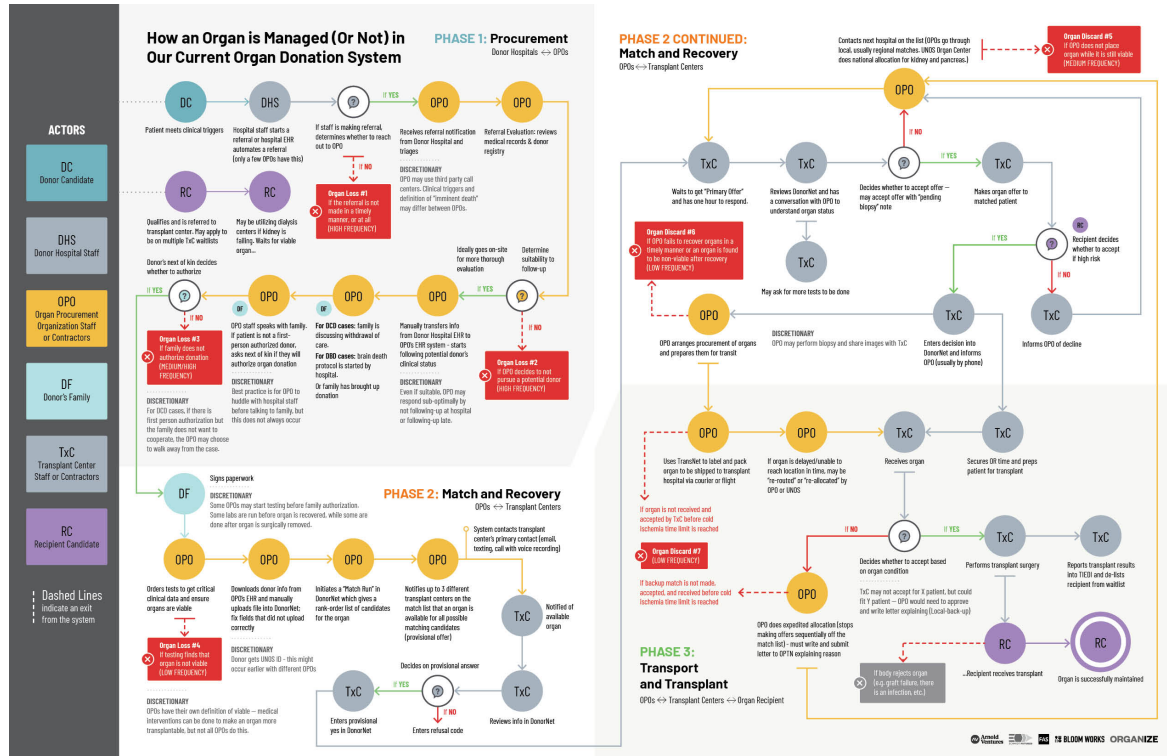 How an Organ is Managed (Or Not) in
Our Current Organ Donation System
PHASE 1: Procurement
Donor Hospitals ↔ OPOs
ACTORS
DC
Donor Candidate
DHS
Donor Hospital Staff
OPO
Organ Procurement
Organization Staff
or Contractors
DF
Donor's Family
TxC
Transplant Center
Staff or Contractors
RC
Recipient Candidate
Dashed Lines
indicate an exit
from the system
DC
Patient meets clinical triggers
DHS
Hospital staff starts a
referral or hospital EHR
automates a referral
(only a few OPOs have this)
?
If YES
If staff is making referral,
determines whether to reach
out to OPO
If NO
Organ Loss #1
If the referral is not
made in a timely
manner, or at all
(HIGH FREQUENCY)
OPO
Receives referral notification
from Donor Hospital and
triages
DISCRETIONARY
OPO may use third party call
centers. Clinical triggers and
definition of "imminent death"
may differ between OPOs.
OPO
Referral Evaluation: reviews
medical records & donor
registry
RC
Qualifies and is referred to
transplant center. May apply to
be on multiple TxC waitlists
RC
May be utilizing dialysis
centers if kidney is
failing. Waits for viable
organ...
Determine
suitability to
follow-up
?
If YES
If NO
Organ Loss #2
If OPO decides to not
pursue a potential donor
(HIGH FREQUENCY)
Ideally goes on-site
for more thorough
evaluation
OPO
Manually transfers info
from Donor Hospital EHR to
OPO's EHR system - starts
following potential donor's
clinical status
DISCRETIONARY
Even if suitable, OPO may
respond sub-optimally by
not following-up at hospital
or following-up late.
OPO
DF
For DCD cases: family is
discussing withdrawal of
care.
For DBD cases: brain death
protocol is started by
hospital.
Or family has brought up
donation
OPO
DF
OPO staff speaks with family.
If patient is not a first-
person authorized donor,
asks next of kin if they will
authorize organ donation
DISCRETIONARY
Best practice is for OPO to
huddle with hospital staff
before talking to family, but
this does not always occur
Donor's next of kin decides
whether to authorize
?
If YES
If NO
Organ Loss #3
If family does not
authorize donation
(MEDIUM/HIGH
FREQUENCY)
DISCRETIONARY
For DCD cases, if there is
first person authorization but
the family does not want to
cooperate, the OPO may choose
to walk away from the case.
DF
Signs paperwork
DISCRETIONARY
Some OPOs may start testing before family authorization.
Some labs are run before organ is recovered, while some are
done after organ is surgically removed.
PHASE 2: Match and Recovery
OPOs ↔ Transplant Centers
OPO
Orders tests to get critical
clinical data and ensure
organs are viable
Organ Loss #4
If testing finds that
organ is not viable
(LOW FREQUENCY)
DISCRETIONARY
OPOs have their own definition of viable — medical
interventions can be done to make an organ more
transplantable, but not all OPOs do this.
OPO
Downloads donor info from
OPO's EHR and manually
uploads file into DonorNet;
fix fields that did not upload
correctly
DISCRETIONARY
Donor gets UNOS ID - this might
occur earlier with different OPOs
OPO
Initiates a "Match Run" in
DonorNet which gives a
rank-order list of candidates
for the organ
OPO
Notifies up to 3 different
transplant centers on the
match list that an organ is
available for all possible
matching candidates
(provisional offer)
System contacts transplant
center's primary contact (email,
texting, call with voice recording)
TxC
Notified of
available
organ
TxC
Reviews info in DonorNet
Decides on provisional answer
?
If YES
If NO
Enters refusal code
TxC
Enters provisional
yes in DonorNet
PHASE 2 CONTINUED:
Match and Recovery
OPOs ↔ Transplant Centers
Contacts next hospital on the list (OPOs go through
local, usually regional matches. UNOS Organ Center
does national allocation for kidney and pancreas.)
Organ Discard #5
If OPO does not place
organ while it is still viable
(MEDIUM FREQUENCY)
OPO
If NO
TxC
Waits to get "Primary Offer"
and has one hour to respond.
TxC
Reviews DonorNet and has
a conversation with OPO to
understand organ status
TxC
May ask for more tests to be done
?
If YES
Decides whether to accept offer —
may accept offer with "pending
biopsy" note
TxC
Makes organ offer to
matched patient
?
RC
Recipient decides
whether to accept
if high risk
If YES
If NO
TxC
Informs OPO of decline
TxC
Enters decision into
DonorNet and informs
OPO (usually by phone)
Organ Discard #6
If OPO fails to recover organs in a
timely manner or an organ is found
to be non-viable after recovery
(LOW FREQUENCY)
OPO
OPO arranges procurement of organs
and prepares them for transit
DISCRETIONARY
OPO may perform biopsy and share images with TxC
OPO
Uses TransNet to label and pack
organ to be shipped to transplant
hospital via courier or flight
OPO
If organ is delayed/unable to
reach location in time, may be
"re-routed" or "re-allocated" by
OPO or UNOS
TxC
Receives organ
TxC
Secures OR time and preps
patient for transplant
If organ is not received and
accepted by TxC before cold
ischemia time limit is reached
Organ Discard #7
(LOW FREQUENCY)
If backup match is not made,
accepted, and received before cold
ischemia time limit is reached
If NO
?
If YES
Decides whether to accept based
on organ condition
TxC may not accept for X patient, but could
fit Y patient — OPO would need to approve
and write letter of explaining (Local-back-up)
OPO
OPO does expedited allocation (stops
making offers sequentially off the
match list) - must write and submit
letter to OPTN explaining reason
TxC
Performs transplant surgery
TxC
Reports transplant results
into TIEDI and de-lists
recipient from waitlist
RC
...Recipient receives transplant
RC
Organ is successfully maintained
If body rejects organ
(e.g. graft failure, there
is an infection, etc.)
PHASE 3:
Transport
and Transplant
OPOs ↔ Transplant Centers ↔ Organ Recipient
AV
Arnold
Ventures
FAS
BLOOM WORKS
ORGANIZE